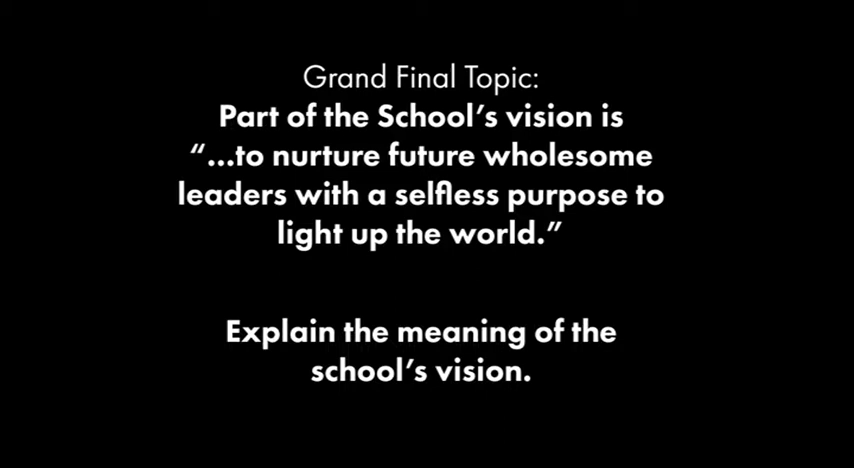 Grand Final Topic:
Part of the School’s vision is
“...to nurture future wholesome
leaders with a selfless purpose to
light up the world.”
Explain the meaning of the
school’s vision.